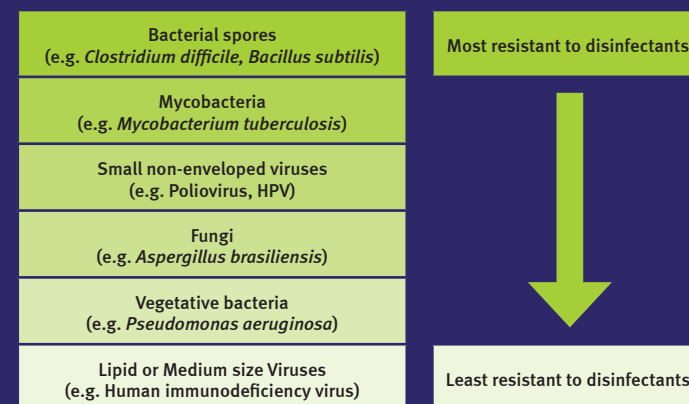 Bacterial spores
(e.g. Clostridium difficile, Bacillus subtilis)
Most resistant to disinfectants
Mycobacteria
(e.g. Mycobacterium tuberculosis)
Small non-enveloped viruses
(e.g. Poliovirus, HPV)
Fungi
(e.g. Aspergillus brasiliensis)
Vegetative bacteria
(e.g. Pseudomonas aeruginosa)
Lipid or Medium size Viruses
(e.g. Human immunodeficiency virus)
Least resistant to disinfectants